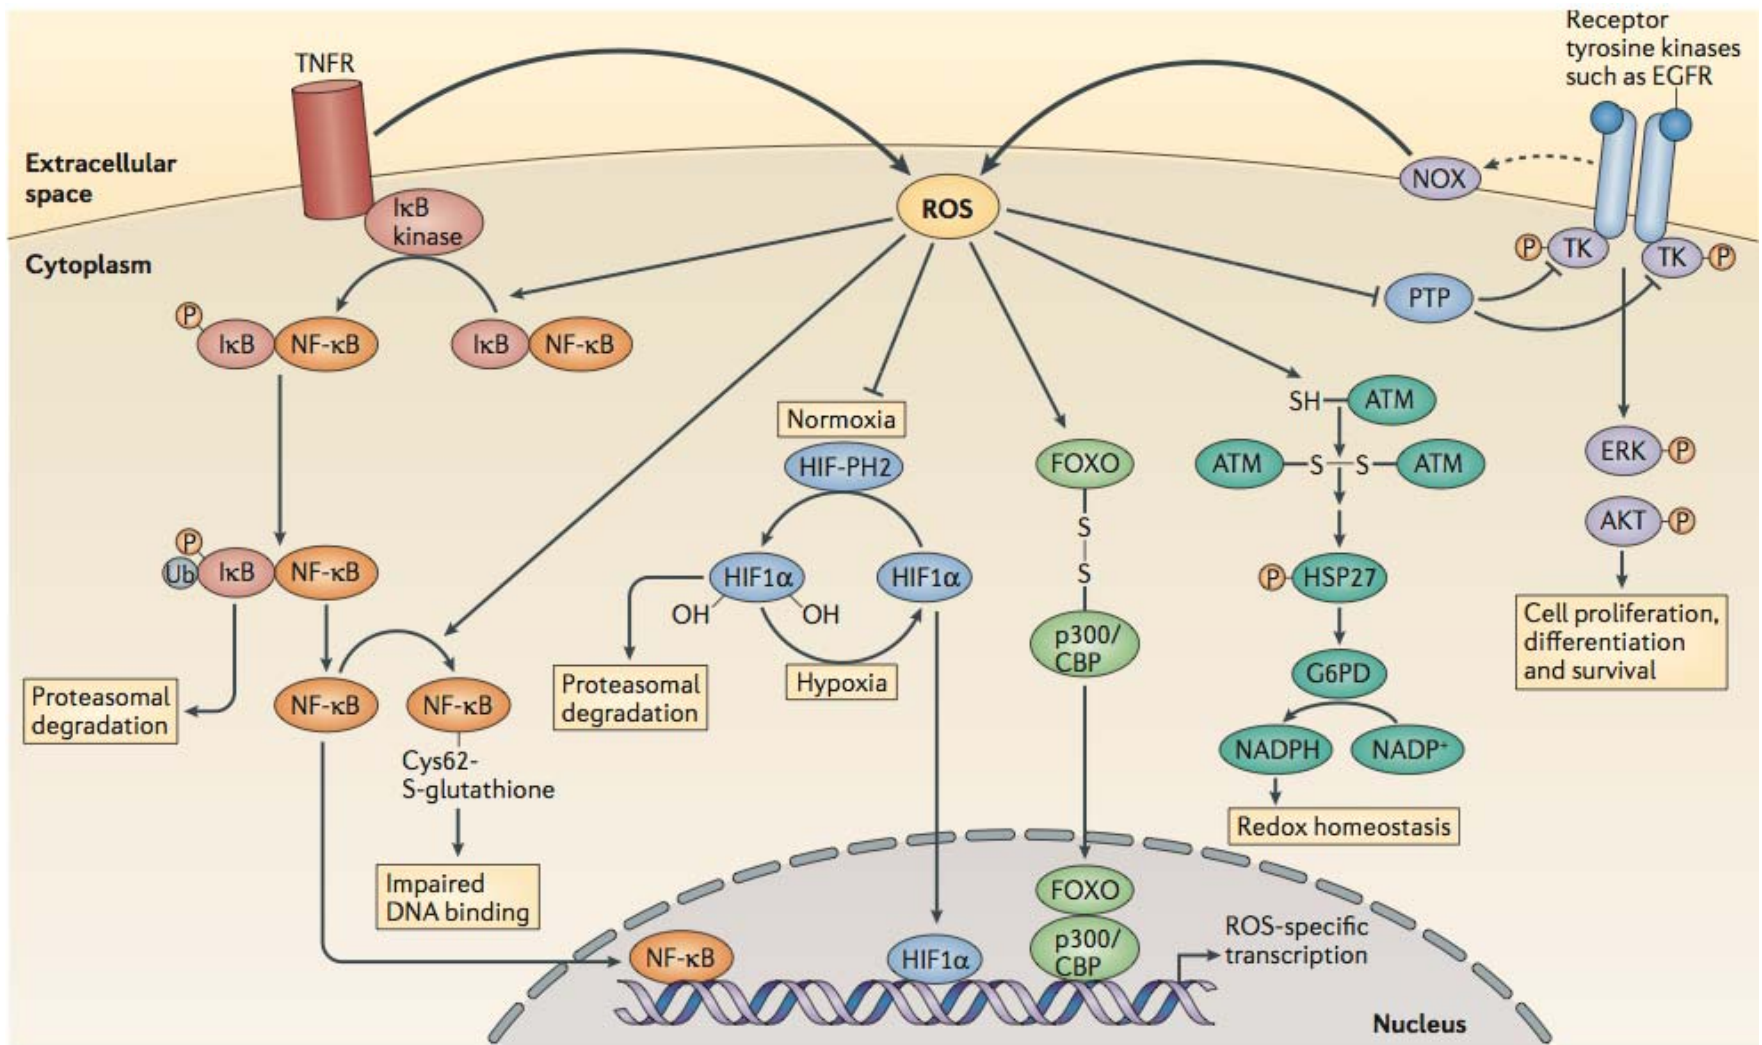 Receptor
tyrosine kinases
such as EGFR
TNFR
Extracellular
space
Cytoplasm
IκB
kinase
ROS
NOX
P
TK
TK
P
PTP
P
IκB
NF-κB
IκB
NF-κB
Normoxia
HIF-PH2
HIF1α
OH
OH
HIF1α
Hypoxia
Proteasomal
degradation
FOXO
S
S
p300/
CBP
SH
ATM
ATM
S
S
ATM
P
HSP27
G6PD
NADPH
NADP⁺
Redox homeostasis
ERK
P
AKT
P
Cell proliferation,
differentiation
and survival
P
Ub
IκB
NF-κB
Proteasomal
degradation
NF-κB
NF-κB
Cys62-
S-glutathione
Impaired
DNA binding
NF-κB
HIF1α
FOXO
p300/
CBP
ROS-specific
transcription
Nucleus